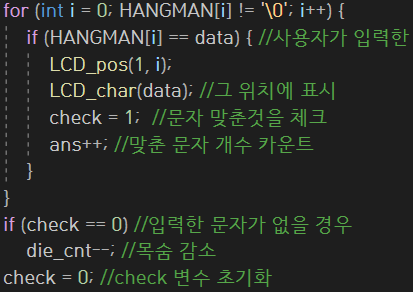 for (int i = 0; HANGMAN[i] != '\0'; i++) {
if (HANGMAN[i] == data) { //사용자가 입력한
LCD_pos(1, i);
LCD_char(data); //그 위치에 표시
check = 1; //문자 맞춘것을 체크
ans++; //맞춘 문자 개수 카운트
}
}
if (check == 0) //입력한 문자가 없을 경우
die_cnt--; //목숨 감소
check = 0; //check 변수 초기화